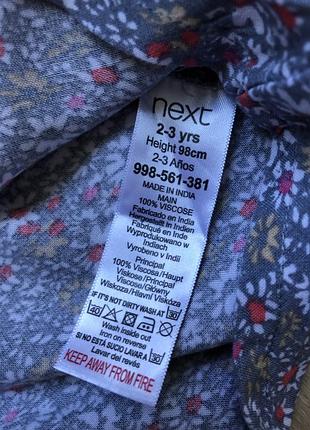 next
2-3 yrs
Height 98cm
2-3 Años
998-561-381
MADE IN INDIA
MAIN
100% VISCOSE
Fabricado en India
Hergestellt in Indien
Fabriqué en Inde
Wyprodukowano w
Indiach
Vyrobeno v Indii
Principal
100% Viscosa/Haupt
Viskose/Principal
Viscose/Główny
Wiskoza/Hlavní Viskóza
IF IT'S NOT DIRTY WASH AT 30
40 30
Wash inside out
Iron on reverse
SI NO ESTÁ SUCIO LAVAR A 30
Lavar del revés
KEEP AWAY FROM FIRE